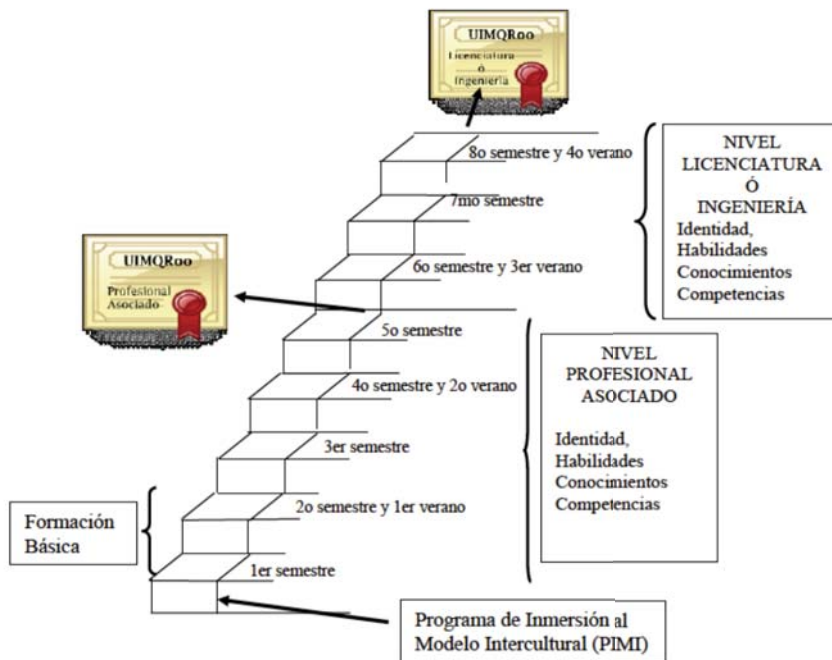 UIMQRoo
Licenciatura
ó
Ingeniería
8o semestre y 4o verano
7mo semestre
NIVEL
LICENCIATURA
Ó
INGENIERÍA
Identidad,
Habilidades
Conocimientos
Competencias
UIMQRoo
Profesional
Asociado
6o semestre y 3er verano
5o semestre
NIVEL
PROFESIONAL
ASOCIADO
Identidad,
Habilidades
Conocimientos
Competencias
4o semestre y 2o verano
3er semestre
Formación
Básica
2o semestre y 1er verano
1er semestre
Programa de Inmersión al
Modelo Intercultural (PIMI)